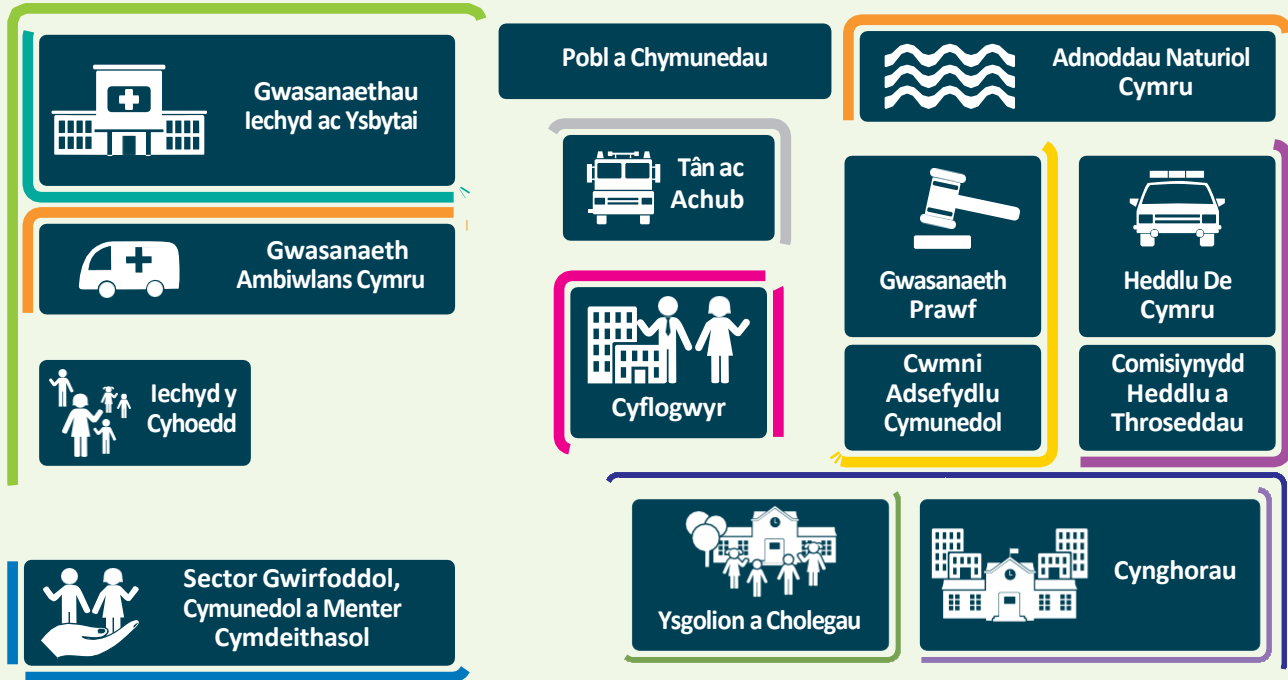 Gwasanaethau
Iechyd ac Ysbytai
Pobl a Chymunedau
Adnoddau Naturiol
Cymru
Tân ac
Achub
Gwasanaeth
Ambiwlans Cymru
Gwasanaeth
Prawf
Heddlu De
Cymru
Iechyd y
Cyhoedd
Cyflogwyr
Cwmni
Adsefydlu
Cymunedol
Comisiynydd
Heddlu a
Throseddau
Sector Gwirfoddol,
Cymunedol a Menter
Cymdeithasol
Ysgolion a Cholegau
Cynghorau